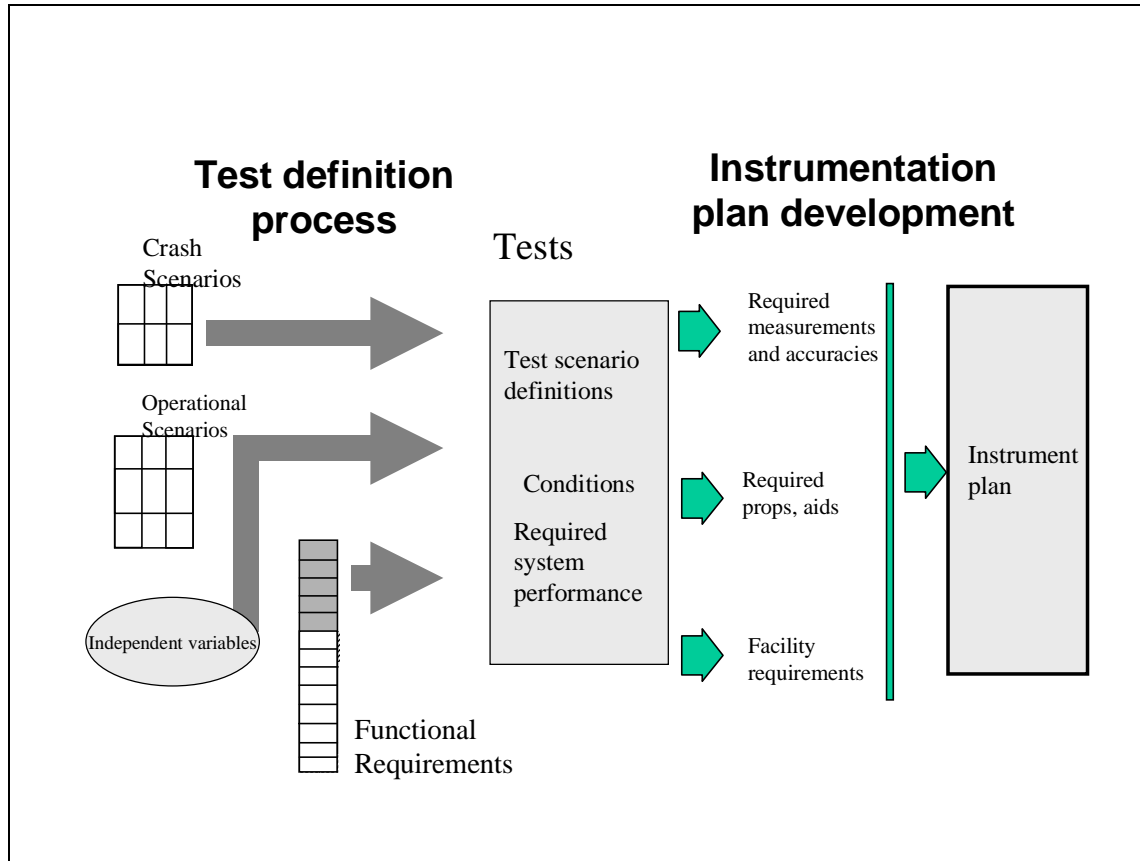 Test definition
process
Instrumentation
plan development
Crash
Scenarios
Tests
Operational
Scenarios
Independent variables
Functional
Requirements
Test scenario
definitions
Conditions
Required
system
performance
Required
measurements
and accuracies
Required
props, aids
Facility
requirements
Instrument
plan